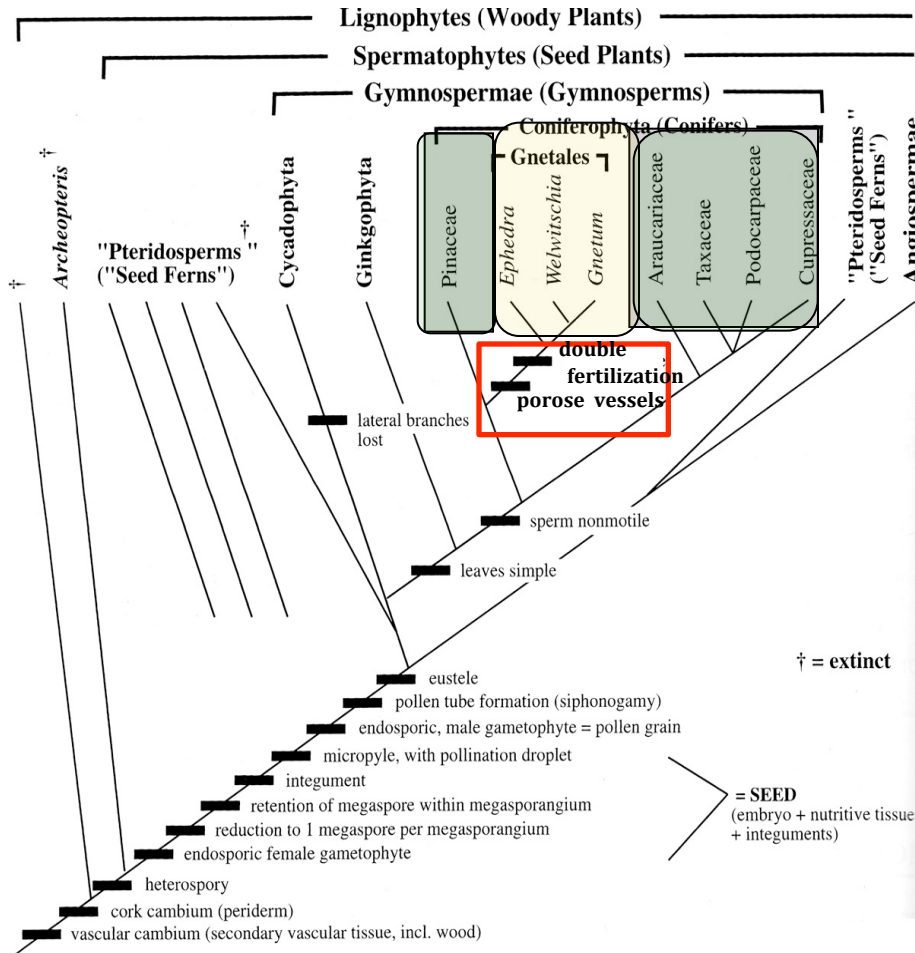 Lignophytes (Woody Plants)
Spermatophytes (Seed Plants)
Gymnospermae (Gymnosperms)
Coniferophyta (Conifers)
Gnetales
†
Archeopteris †
"Pteridosperms" †
("Seed Ferns")
Cycadophyta
Ginkgophyta
Pinaceae
Ephedra
Welwitschia
Gnetum
Araucariaceae
Taxaceae
Podocarpaceae
Cupressaceae
"Pteridosperms"
("Seed Ferns")
Angiospermae
double
fertilization
porose vessels
lateral branches
lost
sperm nonmotile
leaves simple
† = extinct
eustele
pollen tube formation (siphonogamy)
endosporic, male gametophyte = pollen grain
micropyle, with pollination droplet
integument
retention of megaspore within megasporangium
reduction to 1 megaspore per megasporangium
endosporic female gametophyte
= SEED
(embryo + nutritive tissue
+ integuments)
heterospory
cork cambium (periderm)
vascular cambium (secondary vascular tissue, incl. wood)